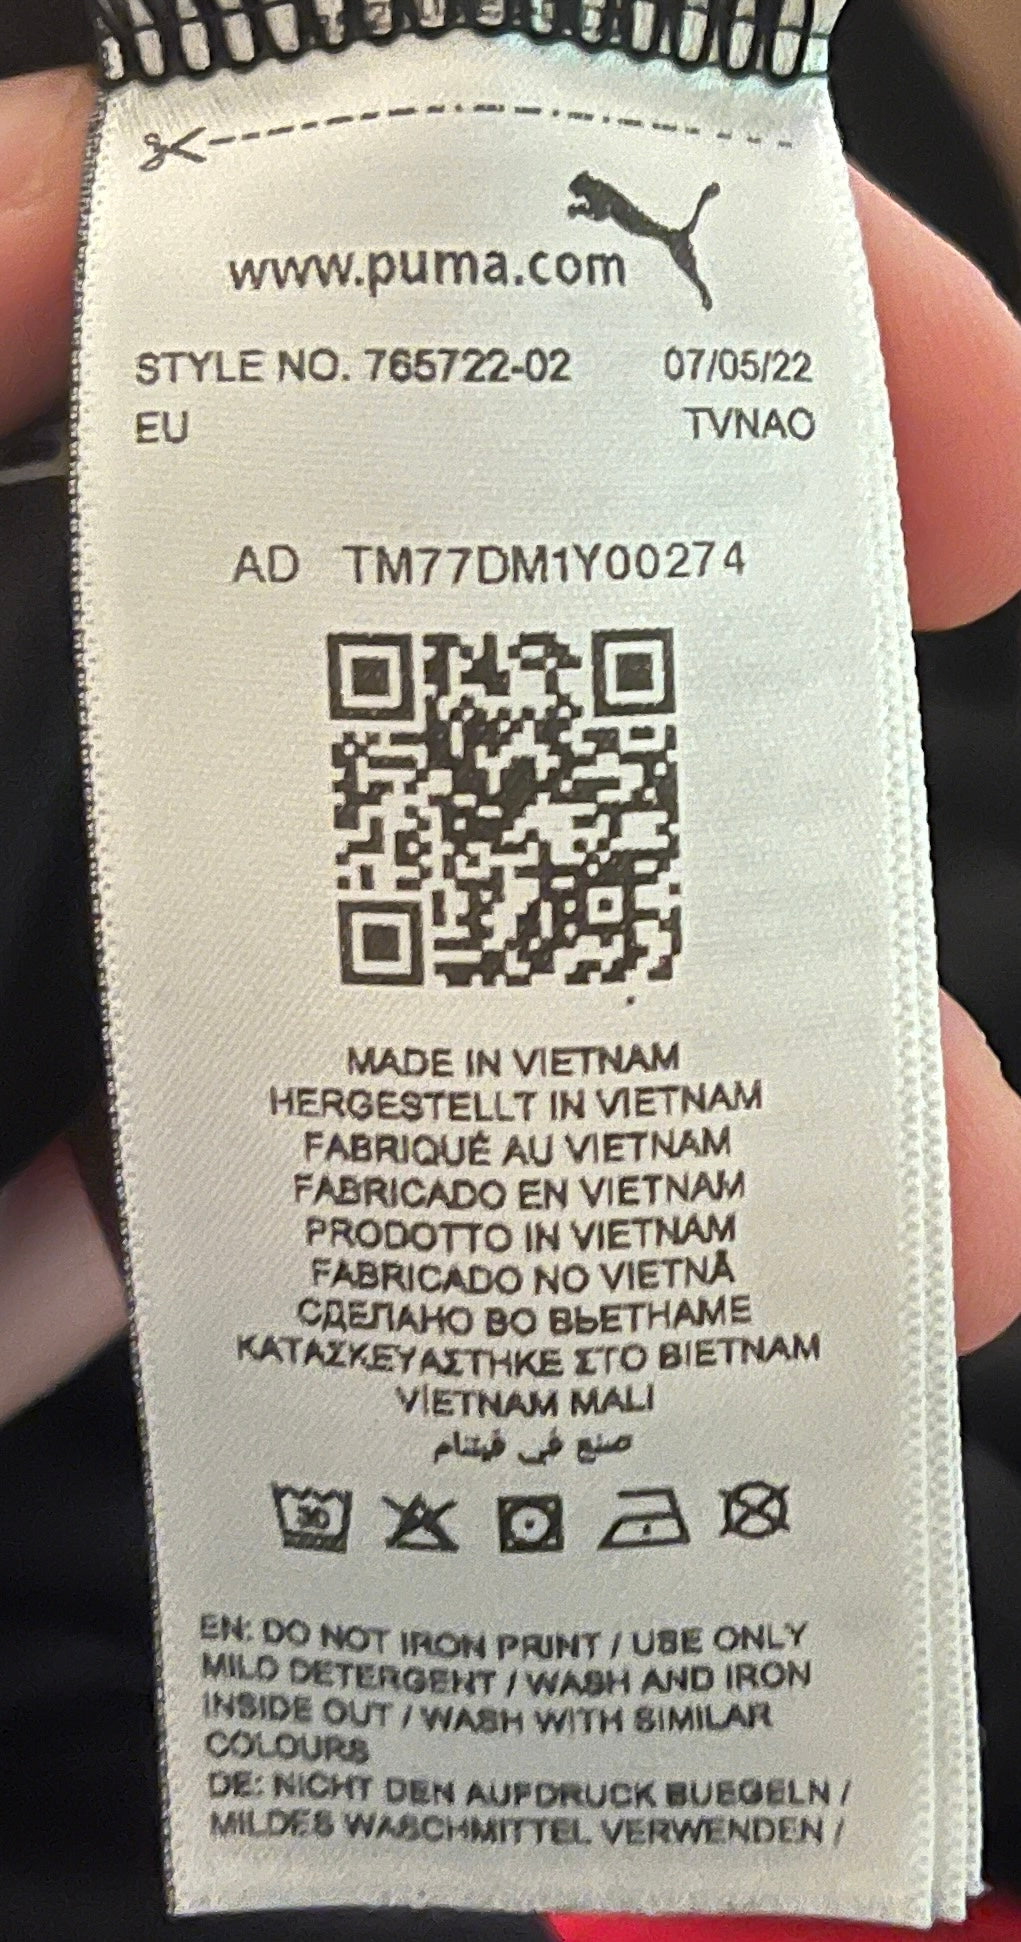 www.puma.com
STYLE NO. 765722-02 07/05/22
EU TVNAO
AD TM77DM1Y00274
MADE IN VIETNAM
HERGESTELLT IN VIETNAM
FABRIQUÉ AU VIETNAM
FABRICADO EN VIETNAM
PRODOTTO IN VIETNAM
FABRICADO NO VIETNÃ
СДЕЛАНО ВО ВЬЕТНАМЕ
ΚΑΤΑΣΚΕΥΑΣΤΗΚΕ ΣΤΟ ΒΙΕΤΝΑΜ
VİETNAM MALI
صنع في فيتنام
30
EN: DO NOT IRON PRINT / USE ONLY
MILD DETERGENT / WASH AND IRON
INSIDE OUT / WASH WITH SIMILAR
COLOURS
DE: NICHT DEN AUFDRUCK BUEGELN /
MILDES WASCHMITTEL VERWENDEN /